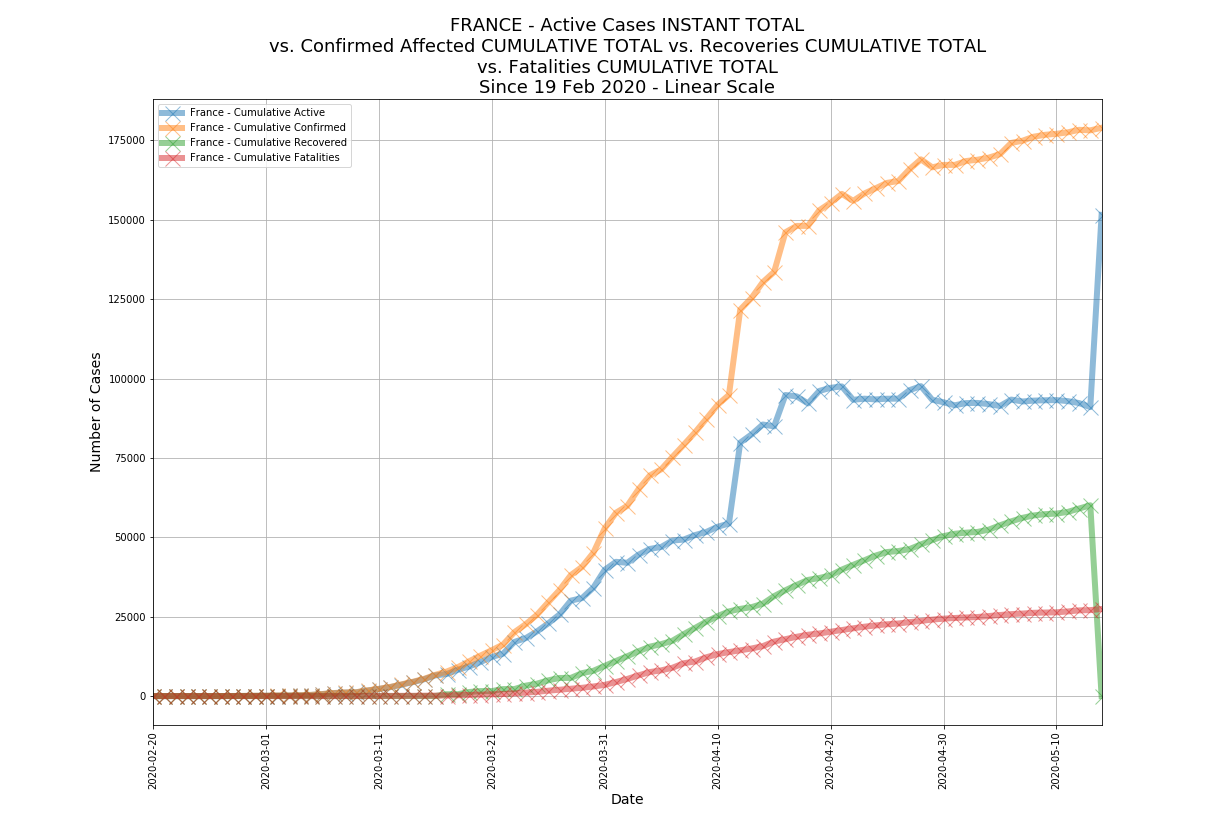 FRANCE - Active Cases INSTANT TOTAL
vs. Confirmed Affected CUMULATIVE TOTAL vs. Recoveries CUMULATIVE TOTAL
vs. Fatalities CUMULATIVE TOTAL
Since 19 Feb 2020 - Linear Scale
France - Cumulative Active
France - Cumulative Confirmed
France - Cumulative Recovered
France - Cumulative Fatalities
175000
150000
125000
100000
75000
50000
25000
0
Number of Cases
2020-02-20
2020-03-01
2020-03-11
2020-03-21
2020-03-31
2020-04-10
2020-04-20
2020-04-30
2020-05-10
Date